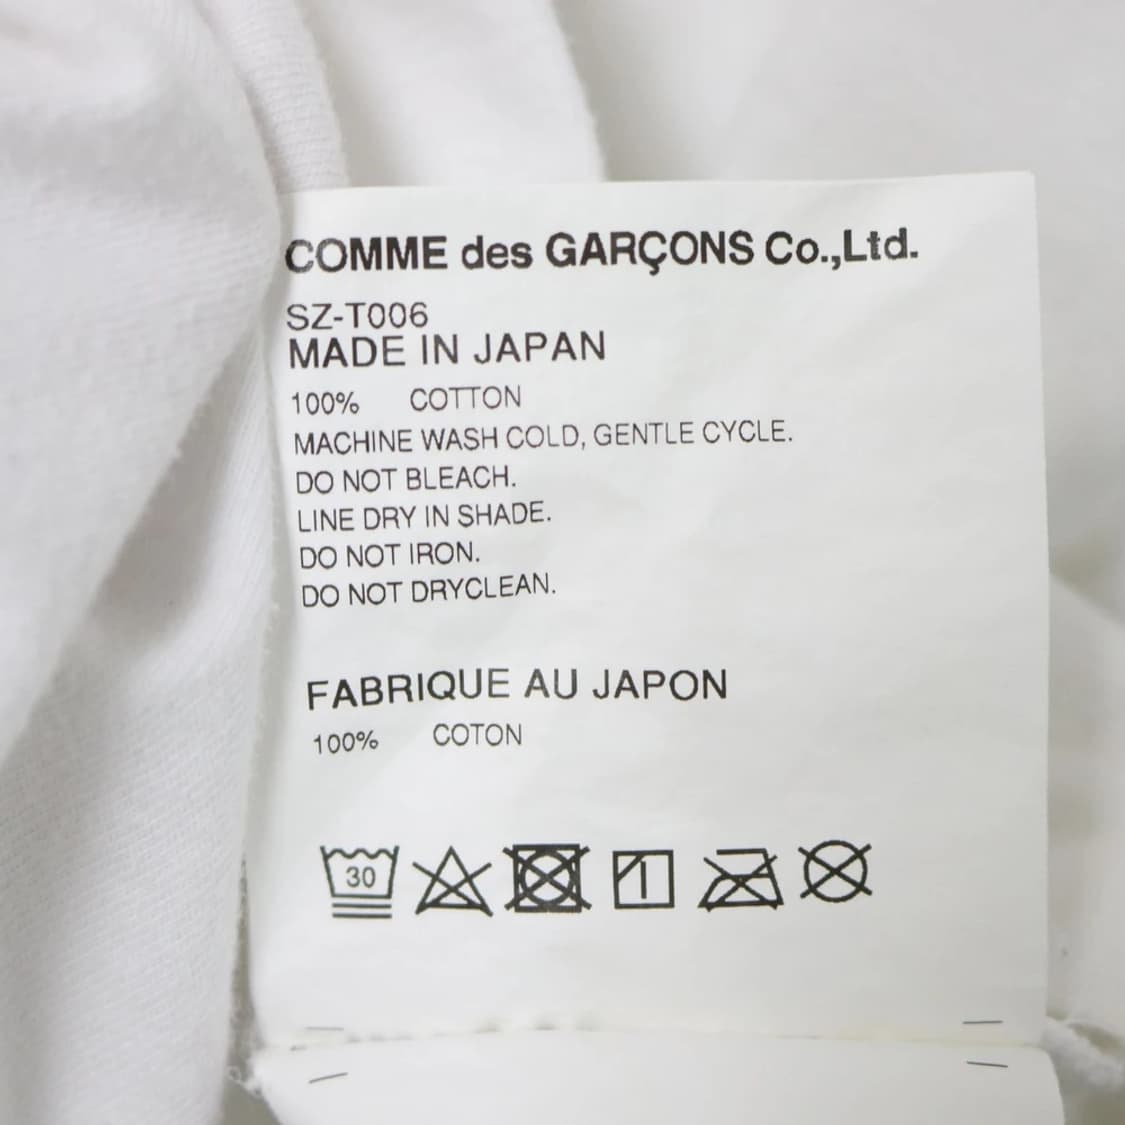 COMME des GARÇONS Co.,Ltd.
SZ-T006
MADE IN JAPAN
100% COTTON
MACHINE WASH COLD, GENTLE CYCLE.
DO NOT BLEACH.
LINE DRY IN SHADE.
DO NOT IRON.
DO NOT DRYCLEAN.
FABRIQUE AU JAPON
100% COTON
30